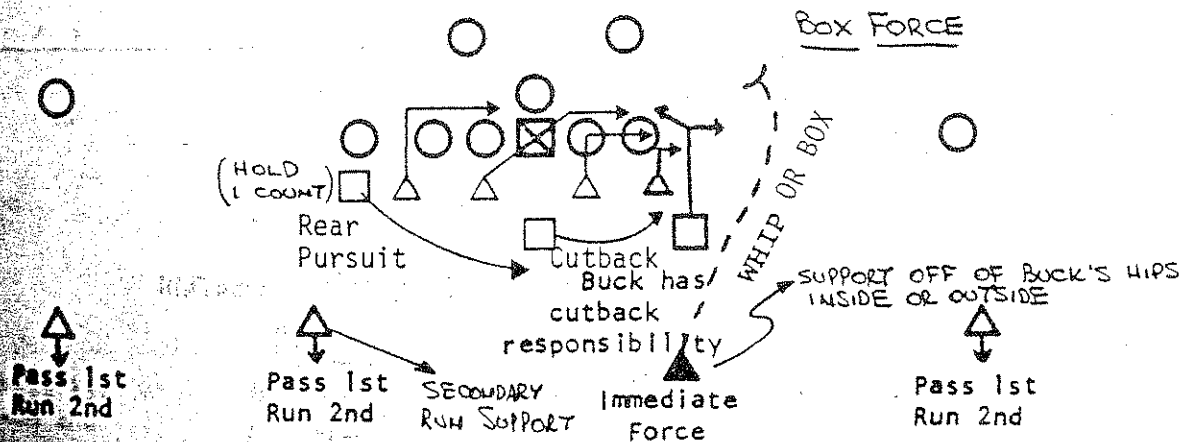 BOX FORCE
(HOLD
1 COUNT)
Rear
Pursuit
WHIP OR BOX
Cutback
Buck has
cutback
responsibility
SUPPORT OFF OF BUCK'S HIPS
INSIDE OR OUTSIDE
Pass 1st
Run 2nd
Pass 1st
Run 2nd
SECONDARY
RUN SUPPORT
Immediate
Force
Pass 1st
Run 2nd